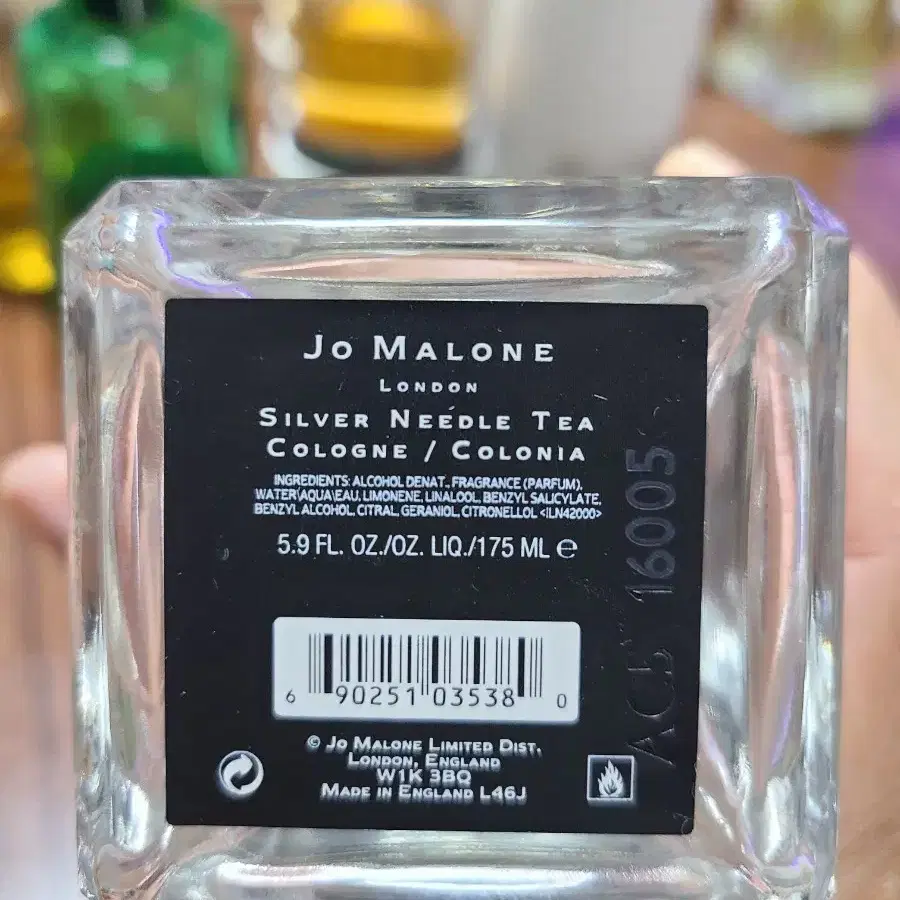 JO MALONE
LONDON
SILVER NEEDLE TEA
COLOGNE / COLONIA
INGREDIENTS: ALCOHOL DENAT., FRAGRANCE (PARFUM),
WATER\AQUA\EAU, LIMONENE, LINALOOL, BENZYL SALICYLATE,
BENZYL ALCOHOL, CITRAL, GERANIOL, CITRONELLOL <ILN42000>
5.9 FL. OZ./OZ. LIQ./175 ML ℮
6 90251 03538 0
© JO MALONE LIMITED DIST.
LONDON, ENGLAND
W1K 3BQ
MADE IN ENGLAND L46J
16005